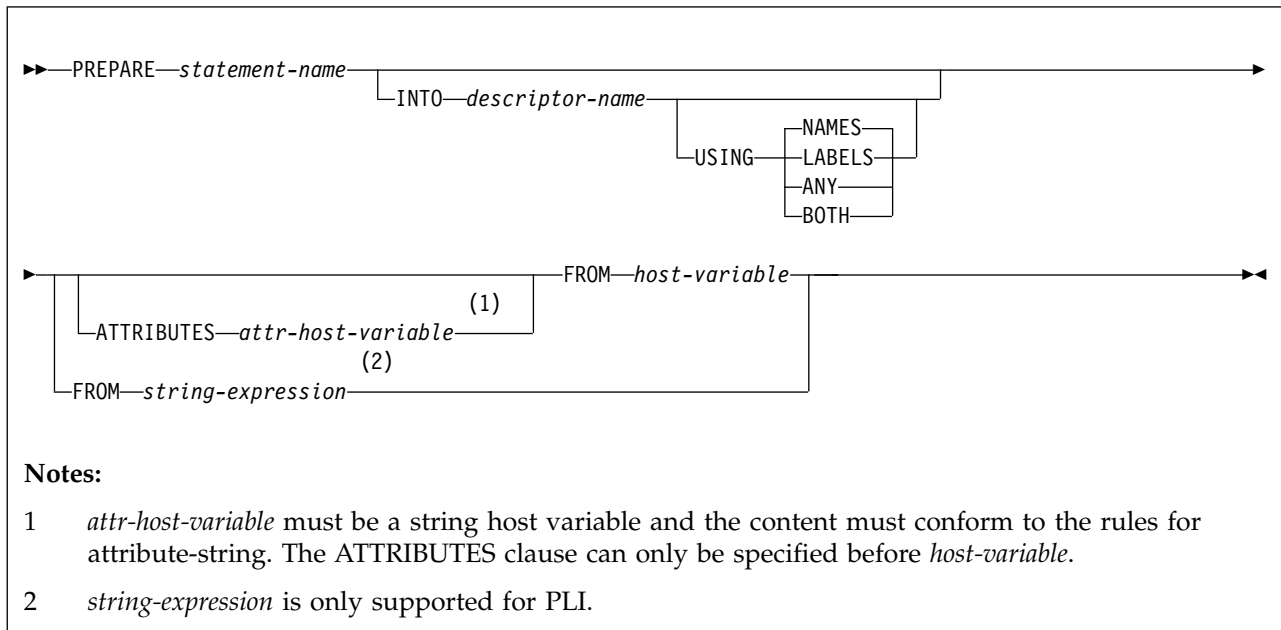 PREPARE statement-name
INTO descriptor-name
NAMES
USING LABELS
ANY
BOTH
FROM host-variable
(1)
ATTRIBUTES attr-host-variable
(2)
FROM string-expression
Notes:
1 attr-host-variable must be a string host variable and the content must conform to the rules for
attribute-string. The ATTRIBUTES clause can only be specified before host-variable.
2 string-expression is only supported for PLI.